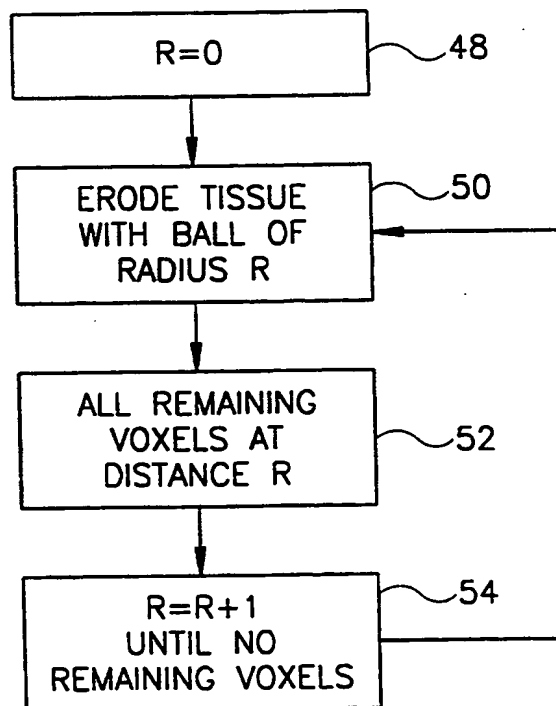 R=0
48
ERODE TISSUE
WITH BALL OF
RADIUS R
50
ALL REMAINING
VOXELS AT
DISTANCE R
52
R=R+1
UNTIL NO
REMAINING VOXELS
54